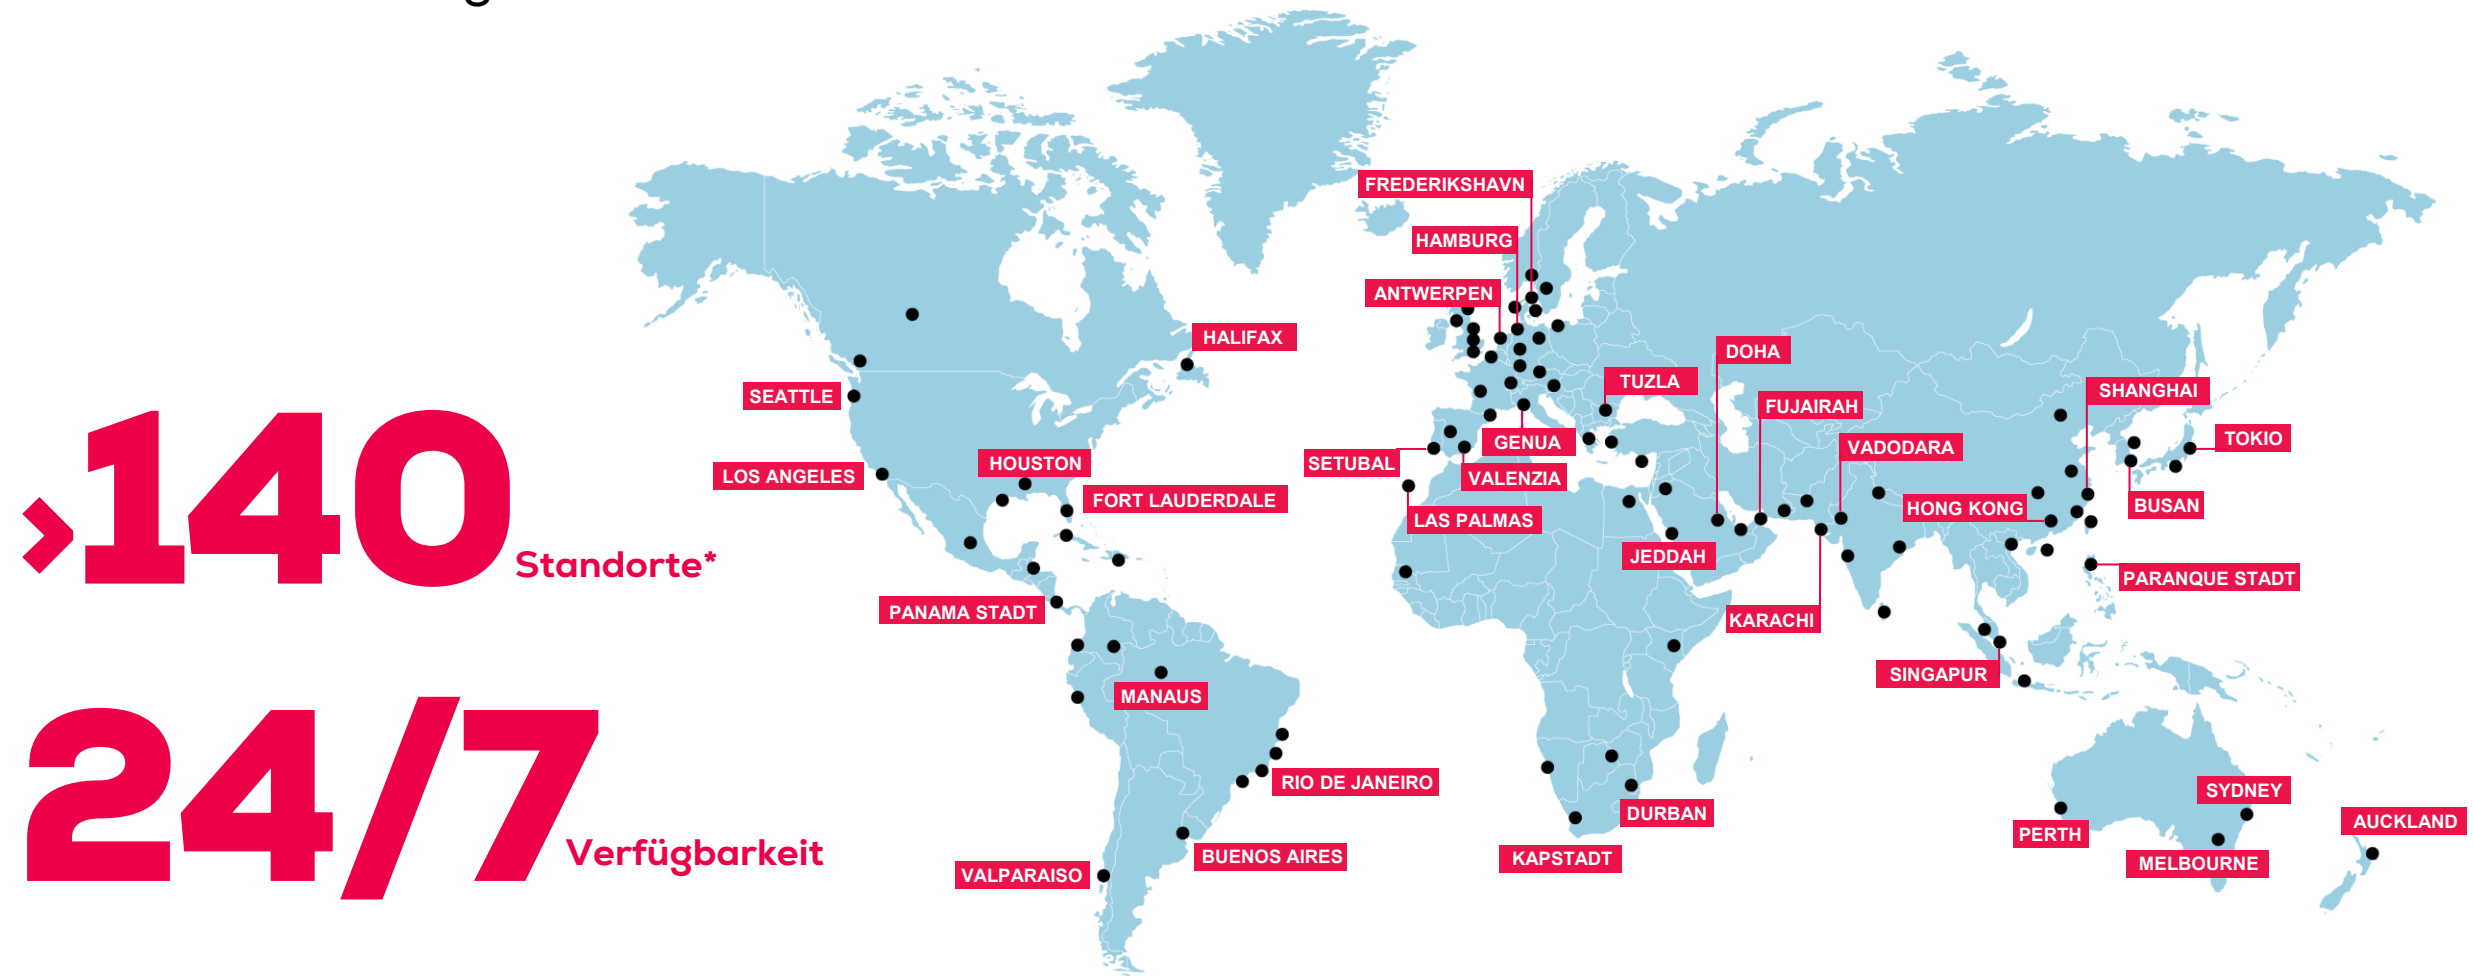 >140
Standorte*
24/7
Verfügbarkeit
FREDERIKSHAVN
HAMBURG
ANTWERPEN
HALIFAX
SEATTLE
LOS ANGELES
HOUSTON
FORT LAUDERDALE
PANAMA STADT
MANAUS
RIO DE JANEIRO
BUENOS AIRES
VALPARAISO
SETUBAL
GENUA
VALENZIA
LAS PALMAS
TUZLA
DOHA
FUJAIRAH
VADODARA
JEDDAH
KARACHI
KAPSTADT
DURBAN
SHANGHAI
TOKIO
BUSAN
HONG KONG
PARANQUE STADT
SINGAPUR
PERTH
SYDNEY
MELBOURNE
AUCKLAND